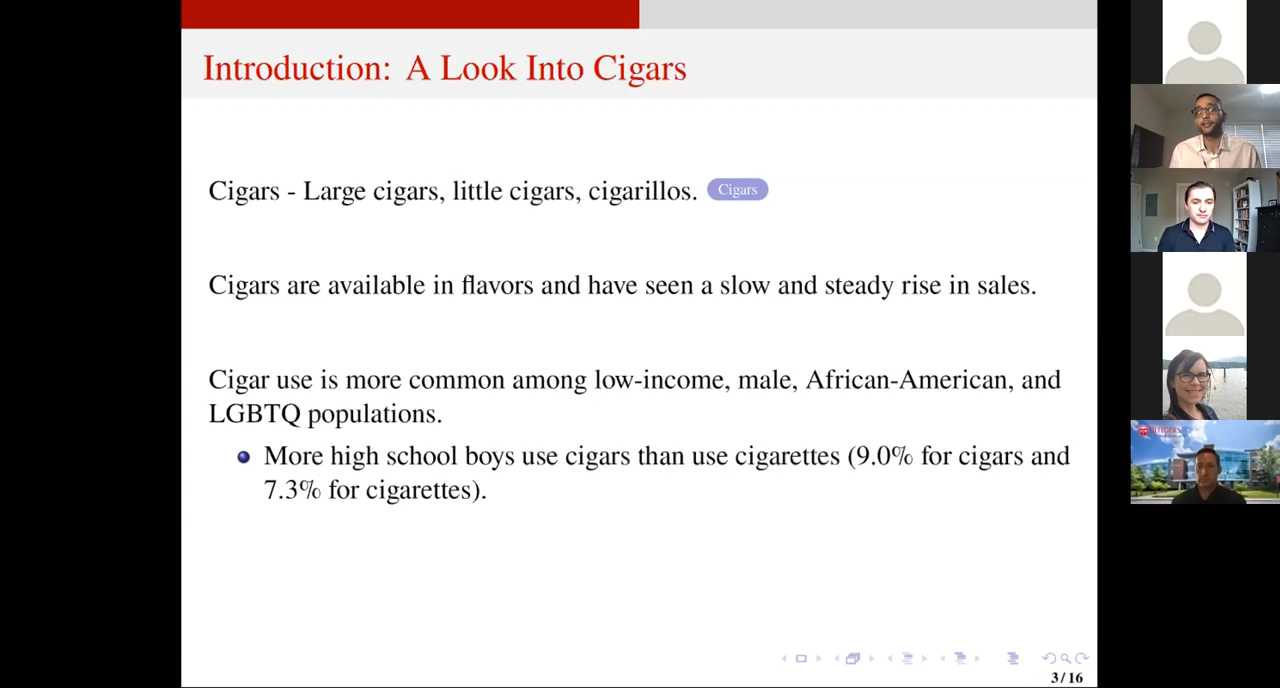 Introduction: A Look Into Cigars
Cigars - Large cigars, little cigars, cigarillos. Cigars
Cigars are available in flavors and have seen a slow and steady rise in sales.
Cigar use is more common among low-income, male, African-American, and
LGBTQ populations.
More high school boys use cigars than use cigarettes (9.0% for cigars and
7.3% for cigarettes).
3/16
RUTGERS